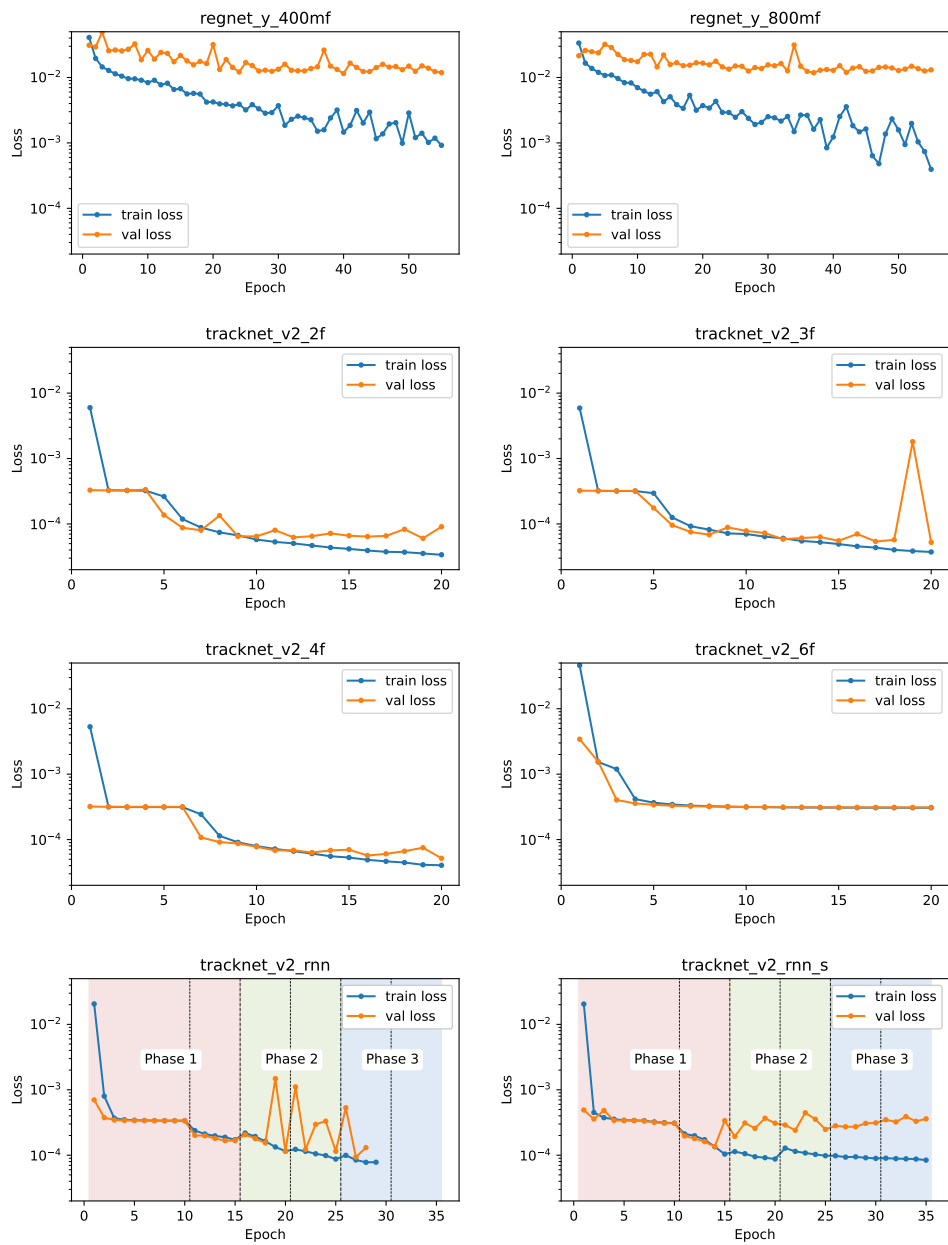 regnet_y_400mf
Loss
10⁻²
10⁻³
10⁻⁴
train loss
val loss
0 10 20 30 40 50
Epoch
regnet_y_800mf
Loss
10⁻²
10⁻³
10⁻⁴
train loss
val loss
0 10 20 30 40 50
Epoch
tracknet_v2_2f
Loss
10⁻²
10⁻³
10⁻⁴
train loss
val loss
0 5 10 15 20
Epoch
tracknet_v2_3f
Loss
10⁻²
10⁻³
10⁻⁴
train loss
val loss
0 5 10 15 20
Epoch
tracknet_v2_4f
Loss
10⁻²
10⁻³
10⁻⁴
train loss
val loss
0 5 10 15 20
Epoch
tracknet_v2_6f
Loss
10⁻²
10⁻³
10⁻⁴
train loss
val loss
0 5 10 15 20
Epoch
tracknet_v2_rnn
Loss
10⁻²
10⁻³
10⁻⁴
train loss
val loss
Phase 1 Phase 2 Phase 3
0 5 10 15 20 25 30 35
Epoch
tracknet_v2_rnn_s
Loss
10⁻²
10⁻³
10⁻⁴
train loss
val loss
Phase 1 Phase 2 Phase 3
0 5 10 15 20 25 30 35
Epoch